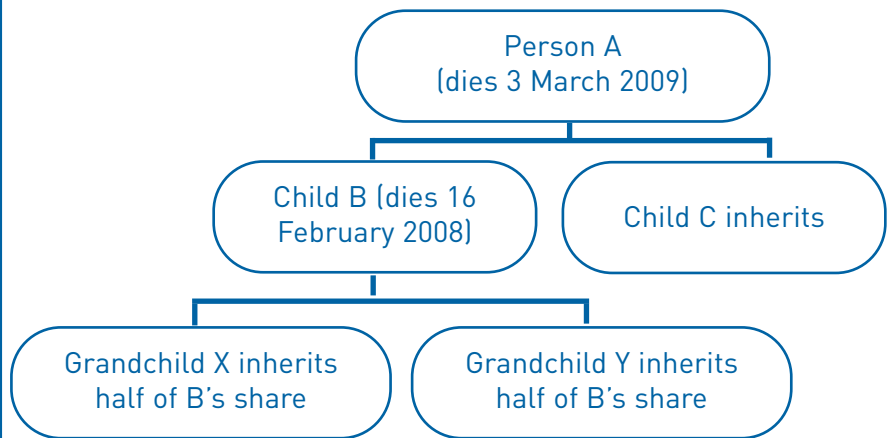 Person A
(dies 3 March 2009)
Child B (dies 16
February 2008)
Child C inherits
Grandchild X inherits
half of B's share
Grandchild Y inherits
half of B's share